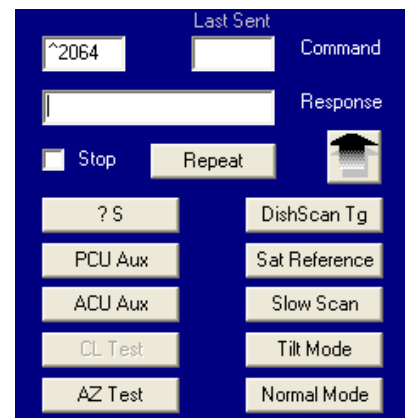 Last Sent
^2064 Command
Response
Stop Repeat
? S DishScan Tg
PCU Aux Sat Reference
ACU Aux Slow Scan
CL Test Tilt Mode
AZ Test Normal Mode